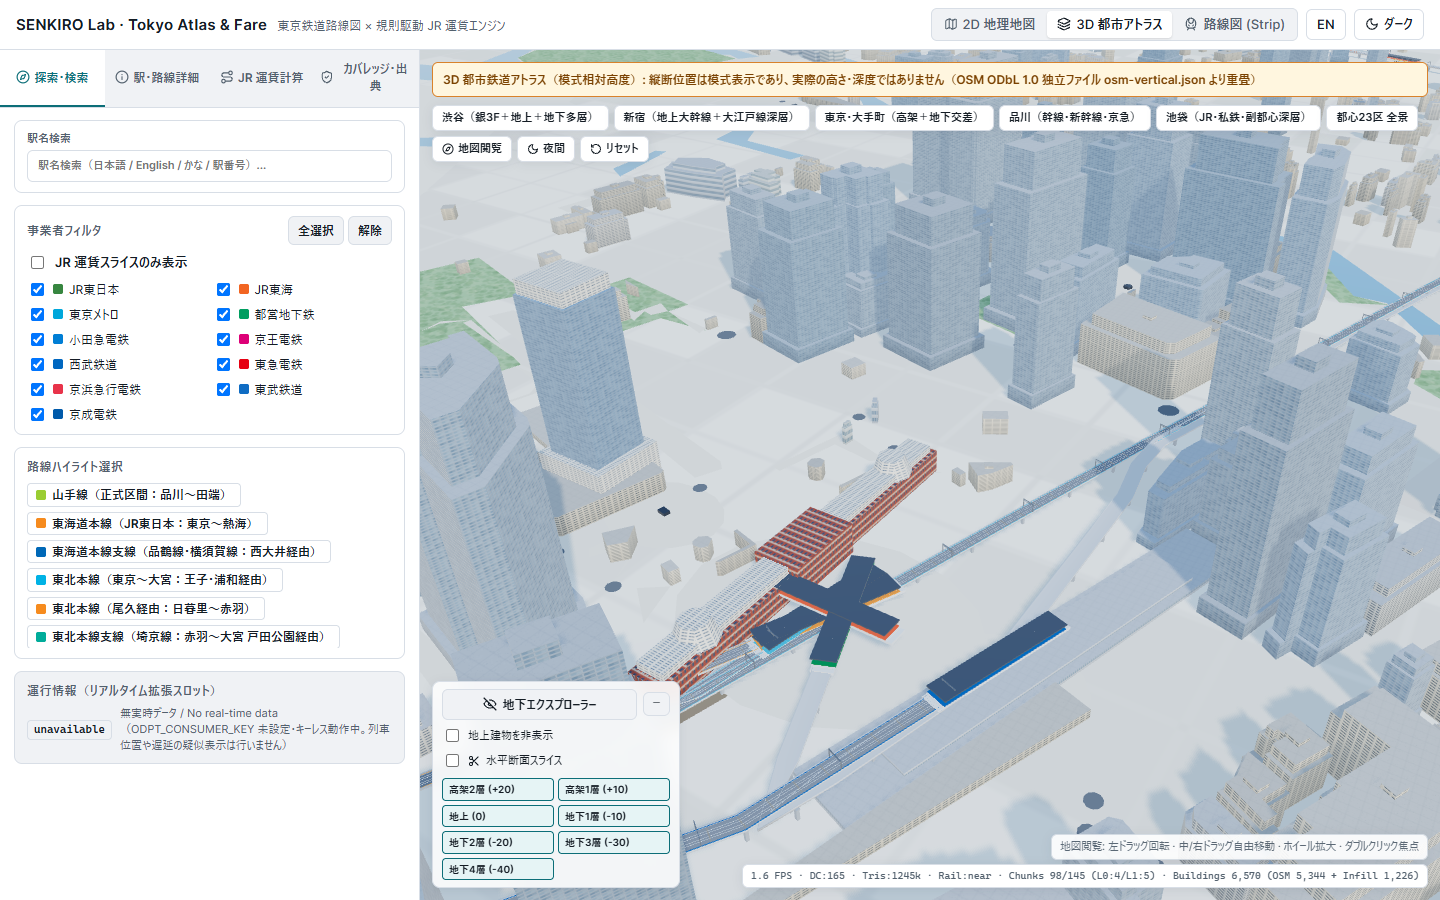 SENKIRO Lab · Tokyo Atlas & Fare 東京鉄道路線図 × 規則駆動 JR 運賃エンジン
2D 地理地図 3D 都市アトラス 路線図 (Strip) EN ダーク
探索・検索 駅・路線詳細 JR 運賃計算 カバレッジ・出典
駅名検索
駅名検索（日本語 / English / かな / 駅番号）...
事業者フィルタ 全選択 解除
JR 運賃スライスのみ表示
JR東日本 JR東海
東京メトロ 都営地下鉄
小田急電鉄 京王電鉄
西武鉄道 東急電鉄
京浜急行電鉄 東武鉄道
京成電鉄
路線ハイライト選択
山手線（正式区間：品川〜田端）
東海道本線（JR東日本：東京〜熱海）
東海道本線支線（品鶴線・横須賀線：西大井経由）
東北本線（東京〜大宮：王子・浦和経由）
東北本線（尾久経由：日暮里〜赤羽）
東北本線支線（埼京線：赤羽〜大宮 戸田公園経由）
運行情報（リアルタイム拡張スロット）
unavailable
無実時データ / No real-time data
（ODPT_CONSUMER_KEY 未設定・キーレス動作中。列車
位置や遅延の疑似表示は行いません）
3D 都市鉄道アトラス（模式相対高度）: 縦断位置は模式表示であり、実際の高さ・深度ではありません（OSM ODbL 1.0 独立ファイル osm-vertical.json より重畳）
渋谷（銀3F＋地上＋地下多層） 新宿（地上大幹線＋大江戸線深層） 東京・大手町（高架＋地下交差） 品川（幹線・新幹線・京急） 池袋（JR・私鉄・副都心深層） 都心23区 全景
地図閲覧 夜間 リセット
地下エクスプローラー −
地上建物を非表示
水平断面スライス
高架2層 (+20) 高架1層 (+10)
地上 (0) 地下1層 (-10)
地下2層 (-20) 地下3層 (-30)
地下4層 (-40)
地図閲覧: 左ドラッグ回転 · 中/右ドラッグ自由移動 · ホイール拡大 · ダブルクリック焦点
1.6 FPS · DC:165 · Tris:1245k · Rail:near · Chunks 98/145 (L0:4/L1:5) · Buildings 6,570 (OSM 5,344 + Infill 1,226)